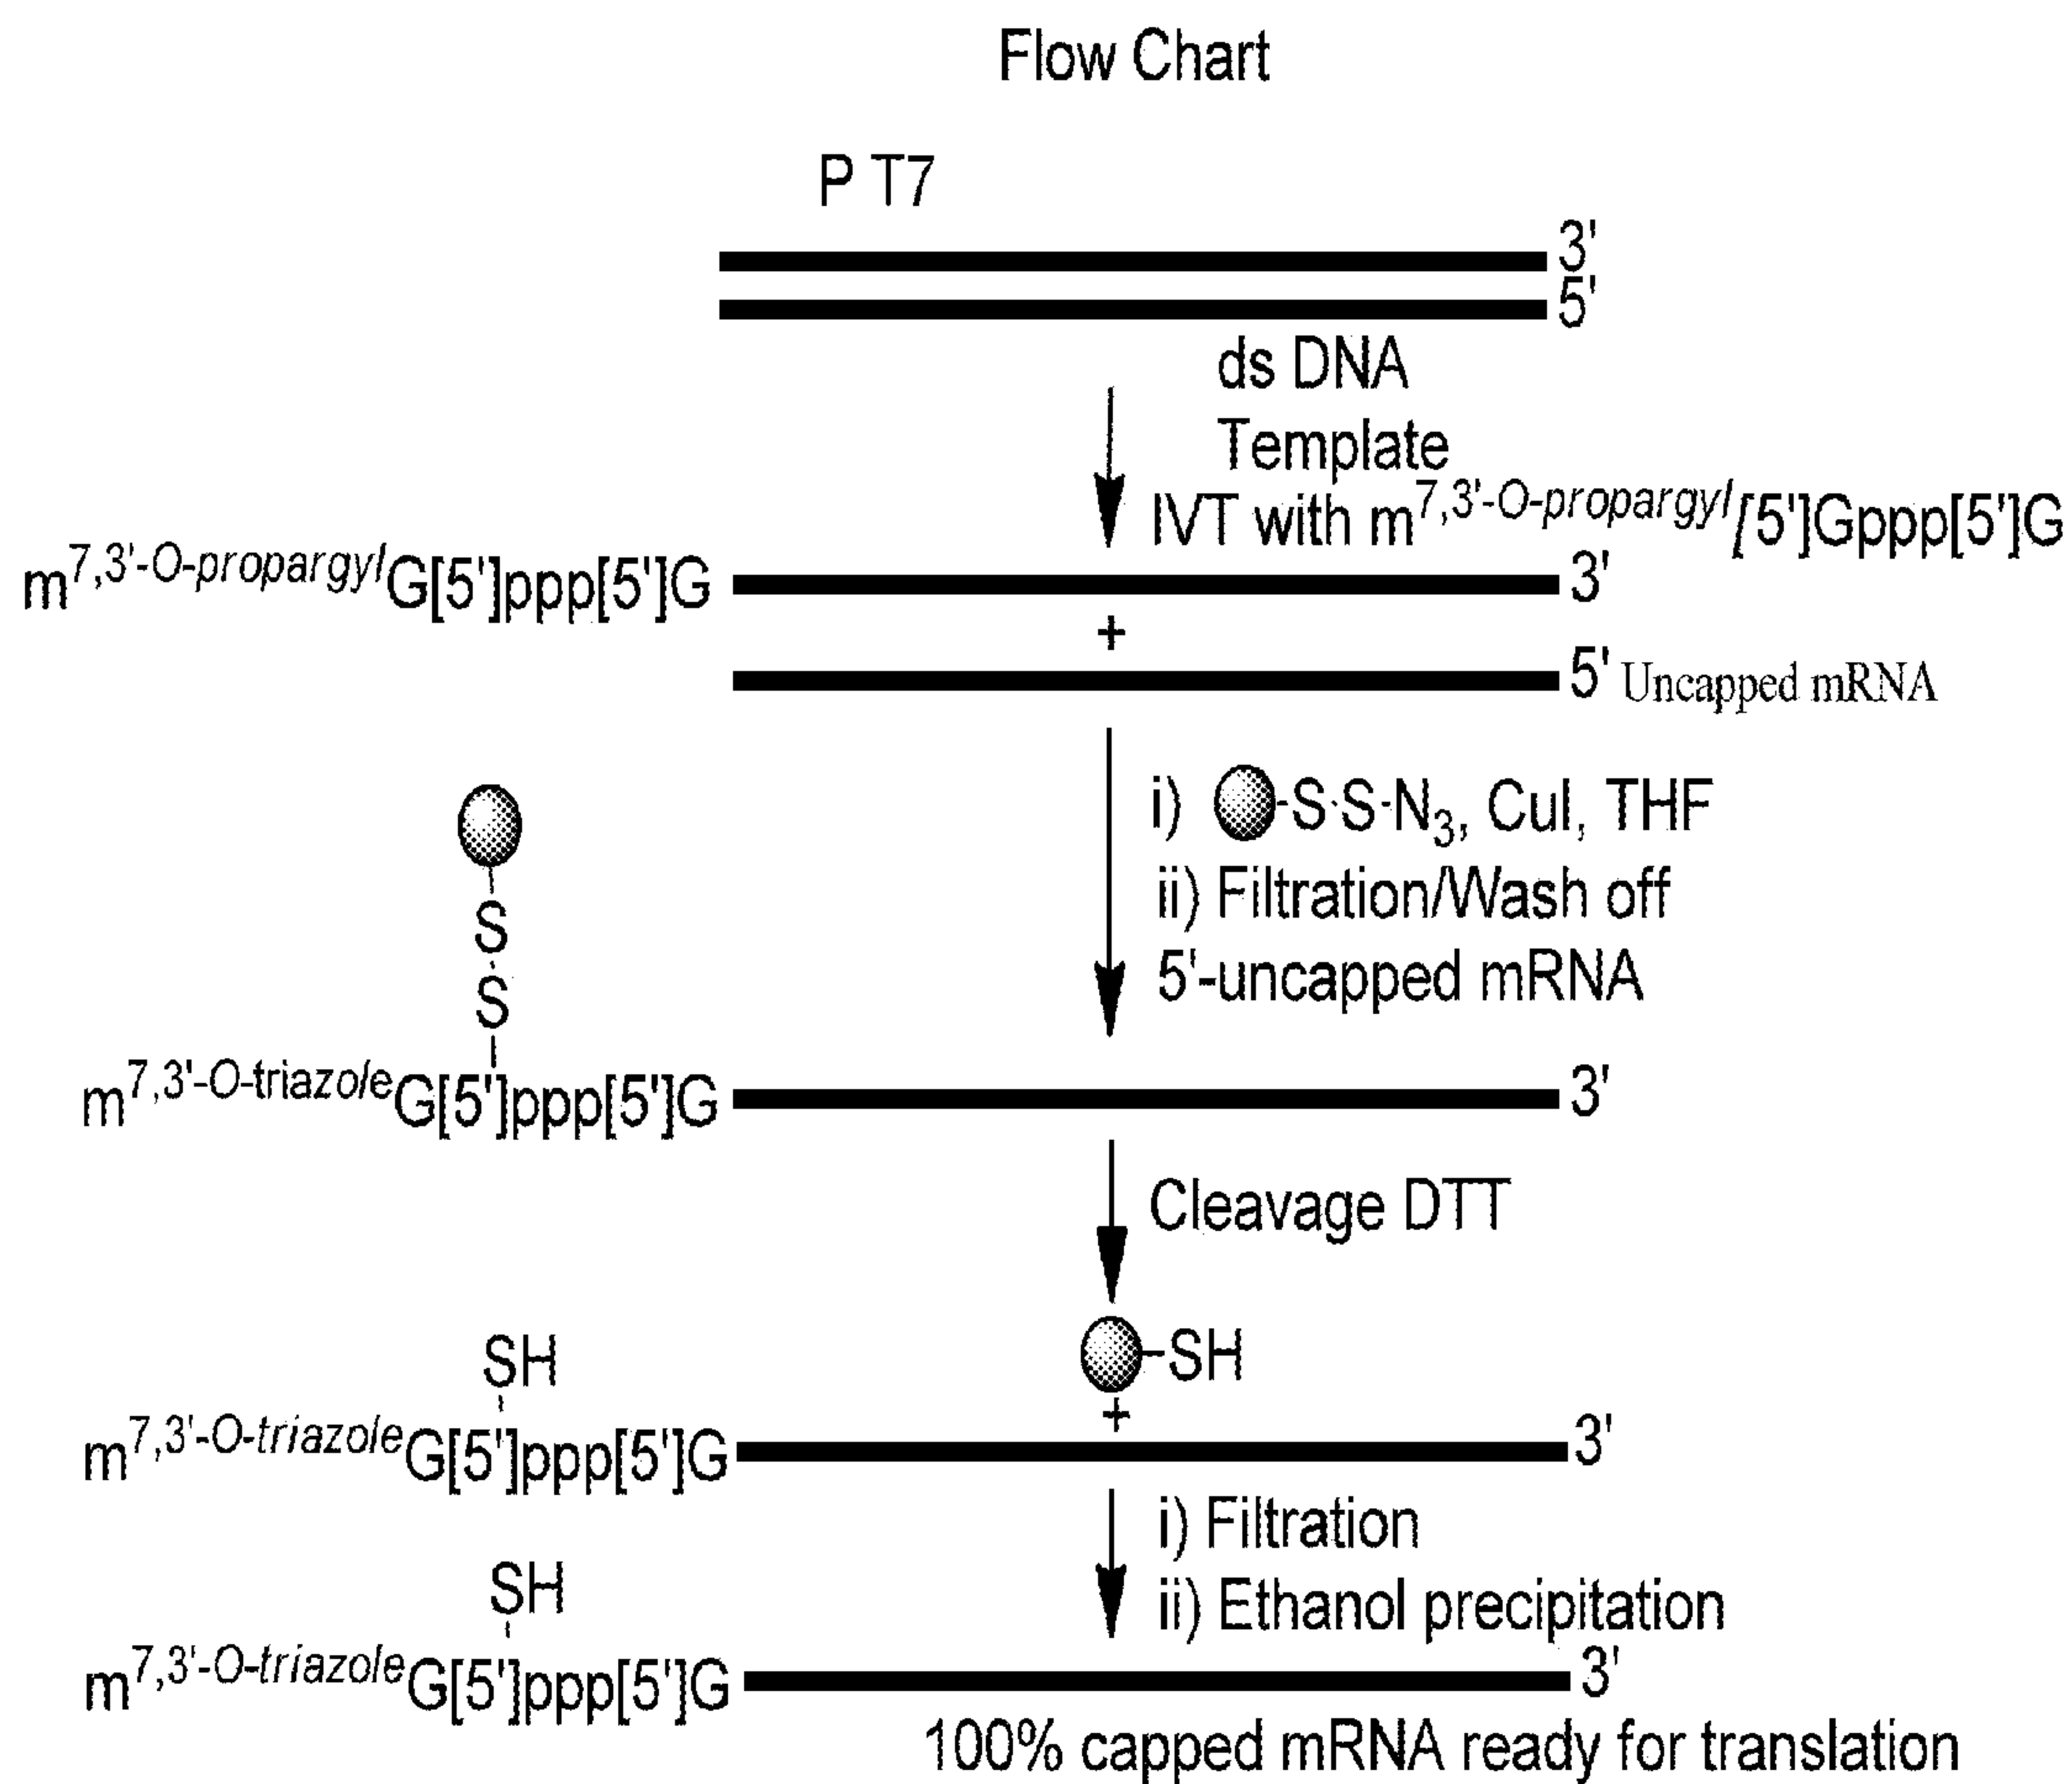 Flow Chart
P T7
3'
5'
ds DNA
Template
IVT with m7,3'-O-propargyl[5']Gppp[5']G
m7,3'-O-propargylG[5']ppp[5']G
3'
+
5' Uncapped mRNA
i) -S-S-N3, CuI, THF
ii) Filtration/Wash off
5'-uncapped mRNA
S
S
m7,3'-O-triazoleG[5']ppp[5']G
3'
Cleavage DTT
SH
-SH
+
m7,3'-O-triazoleG[5']ppp[5']G
3'
i) Filtration
ii) Ethanol precipitation
SH
m7,3'-O-triazoleG[5']ppp[5']G
3'
100% capped mRNA ready for translation